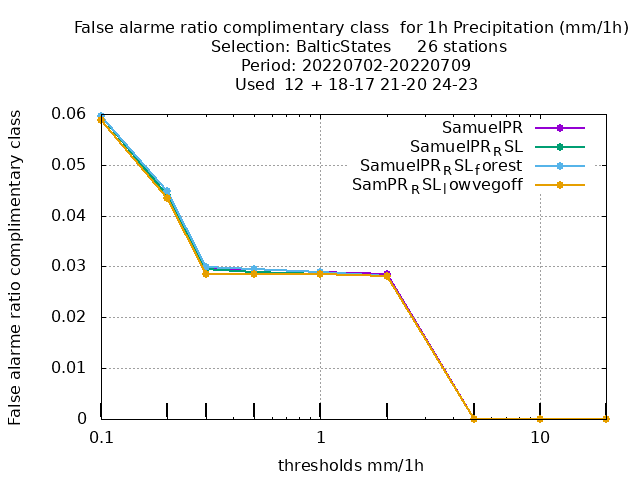 False alarme ratio complimentary class  for 1h Precipitation (mm/1h)
Selection: BalticStates     26 stations
Period: 20220702-20220709
Used  12 + 18-17 21-20 24-23
False alarme ratio complimentary class
0.06
0.05
0.04
0.03
0.02
0.01
0
SamuelPR
SamuelPR_RSL
SamuelPR_RSL_forest
SamPR_RSL_lowvegoff
0.1
1
10
thresholds mm/1h